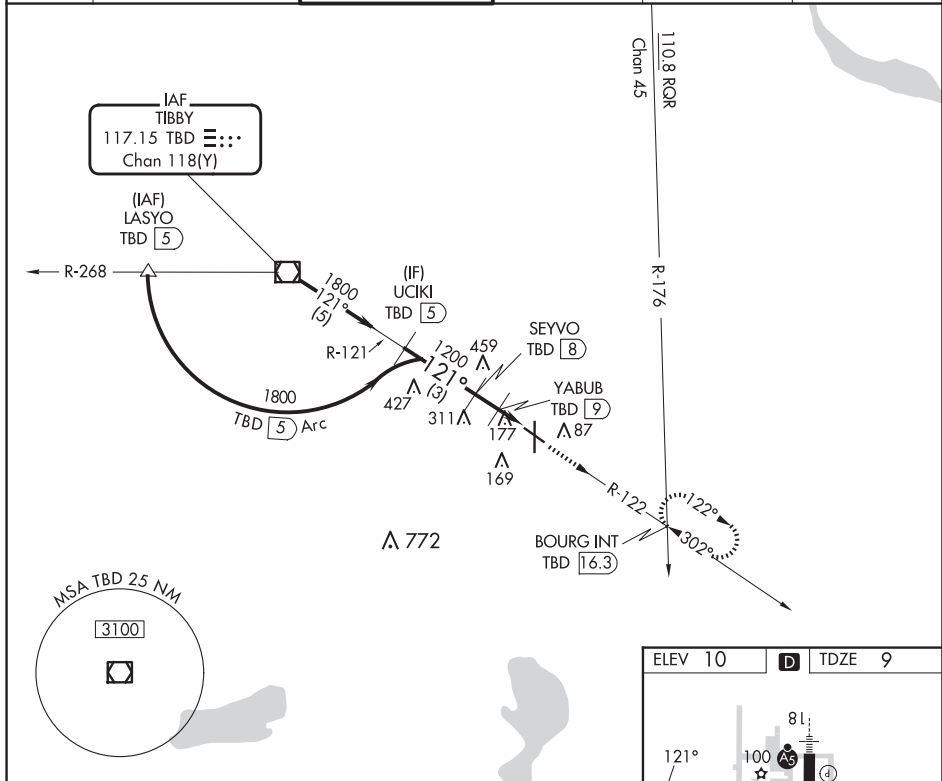 110.8 RQR
Chan 45
IAF
TIBBY
117.15 TBD
Chan 118(Y)
(IAF)
LASYO
TBD 5
R-268
1800
121°
(5)
(IF)
UCIKI
TBD 5
R-121
R-176
1200
121°
(3)
459
SEYVO
TBD 8
427
311
YABUB
TBD 9
177
87
169
1800
TBD 5 Arc
R-122
122°
302°
BOURG INT
TBD 16.3
772
MSA TBD 25 NM
3100
ELEV 10
D
TDZE 9
18
121°
100
A5
P